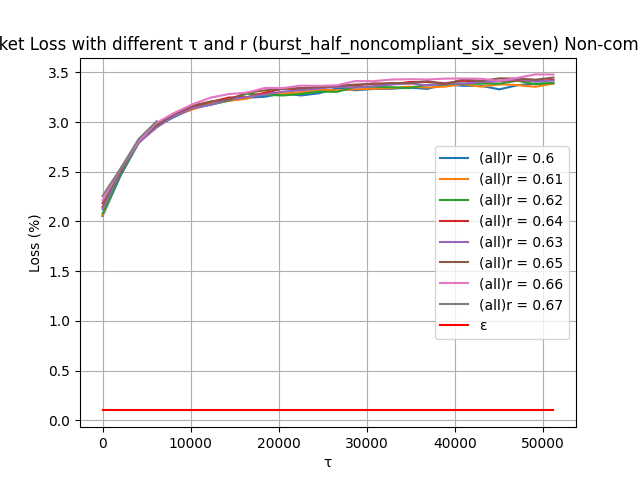 ket Loss with different τ and r (burst_half_noncompliant_six_seven) Non-com
Loss (%)
3.5
3.0
2.5
2.0
1.5
1.0
0.5
0.0
(all)r = 0.6
(all)r = 0.61
(all)r = 0.62
(all)r = 0.64
(all)r = 0.63
(all)r = 0.65
(all)r = 0.66
(all)r = 0.67
ε
0 10000 20000 30000 40000 50000
τ